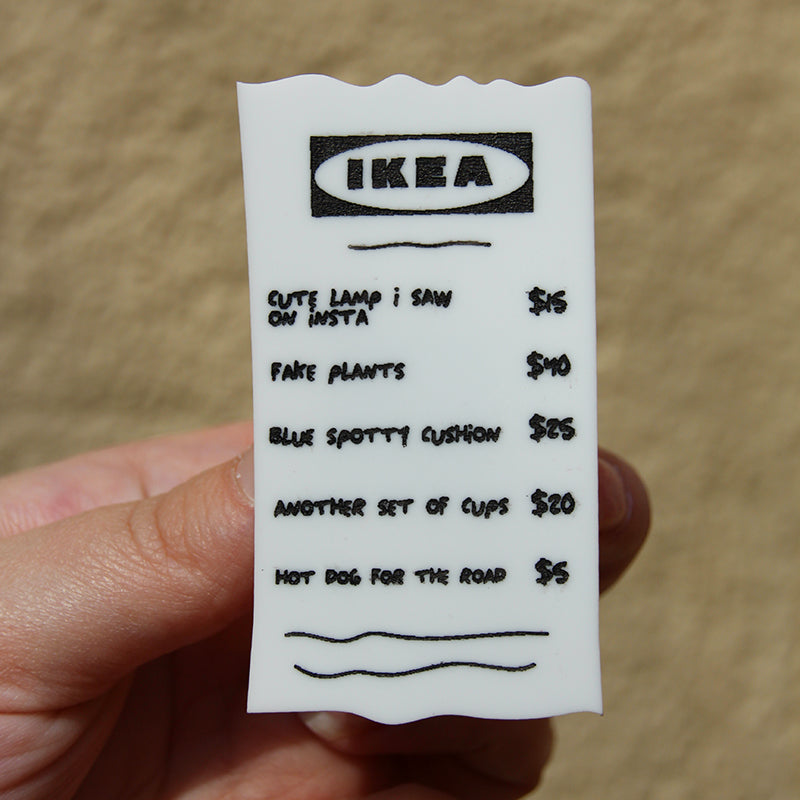 IKEA
CUTE LAMP i SAW $15
ON iNSTA
FAKE PLANTS $40
BLUE SPOTTY CUSHiON $25
ANOTHER SET OF CUPS $20
HOT DOG FOR THE ROAD $5